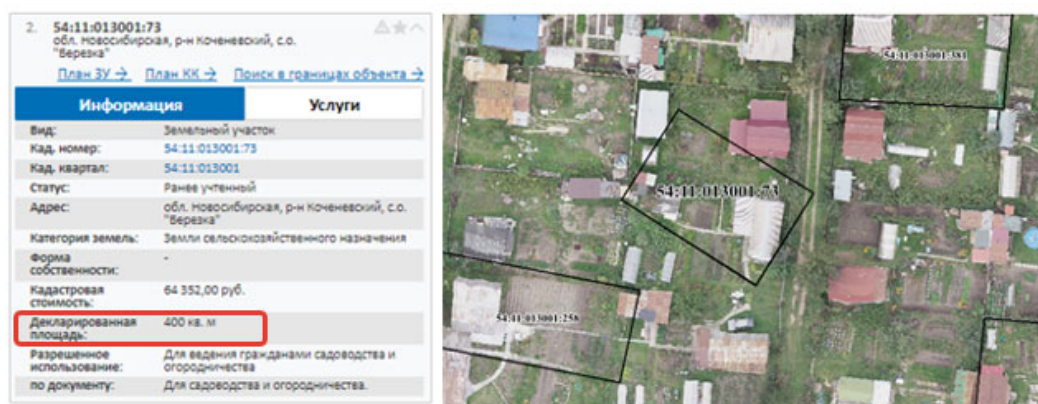 2. 54:11:013001:73
обл. Новосибирская, р-н Коченевский, с.о.
"Березка"
План ЗУ → План КК → Поиск в границах объекта →
Информация Услуги
Вид: Земельный участок
Кад. номер: 54:11:013001:73
Кад. квартал: 54:11:013001
Статус: Ранее учтенный
Адрес: обл. Новосибирская, р-н Коченевский, с.о.
"Березка"
Категория земель: Земли сельскохозяйственного назначения
Форма
собственности: -
Кадастровая
стоимость: 64 352,00 руб.
Декларированная
площадь: 400 кв. м
Разрешенное
использование: Для ведения гражданами садоводства и
огородничества
по документу: Для садоводства и огородничества.
54:11:013001:381
54:11:013001:73
54:11:013001:258